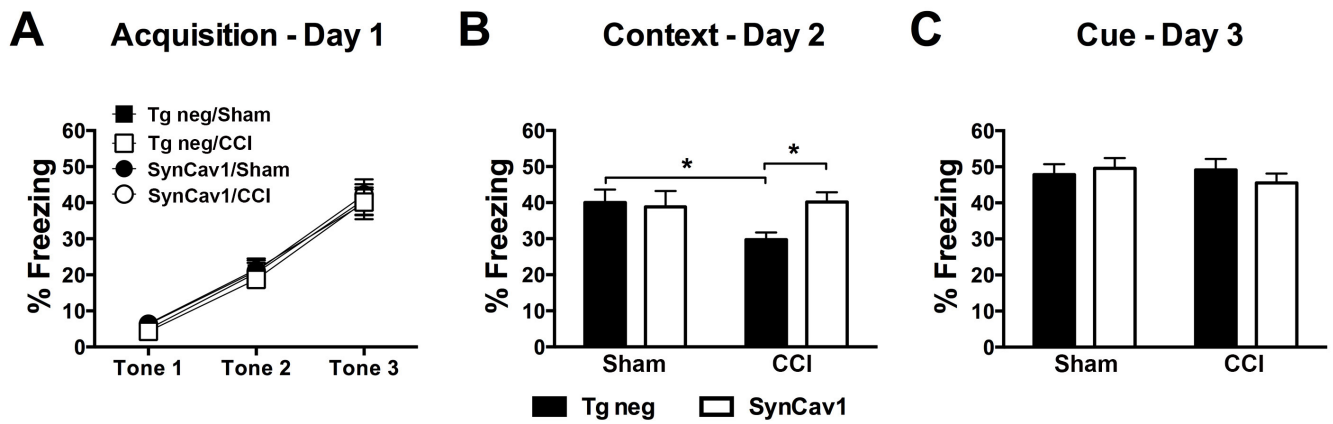 A Acquisition - Day 1
Tg neg/Sham
Tg neg/CCI
SynCav1/Sham
SynCav1/CCI
% Freezing
60
50
40
30
20
10
0
Tone 1 Tone 2 Tone 3
B Context - Day 2
% Freezing
60
50
40
30
20
10
0
* *
Sham CCI
C Cue - Day 3
% Freezing
60
50
40
30
20
10
0
Sham CCI
Tg neg SynCav1